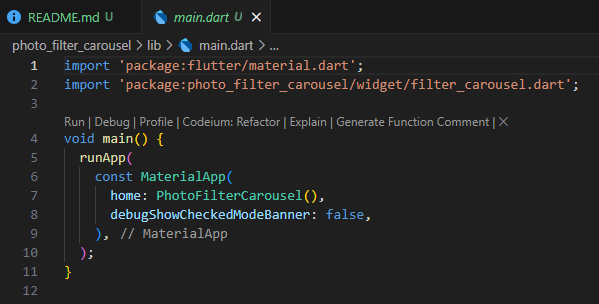 README.md U main.dart U ×
photo_filter_carousel > lib > main.dart > ...
1 import 'package:flutter/material.dart';
2 import 'package:photo_filter_carousel/widget/filter_carousel.dart';
3
Run | Debug | Profile | Codeium: Refactor | Explain | Generate Function Comment | ×
4 void main() {
5   runApp(
6     const MaterialApp(
7       home: PhotoFilterCarousel(),
8       debugShowCheckedModeBanner: false,
9     ), // MaterialApp
10   );
11 }
12